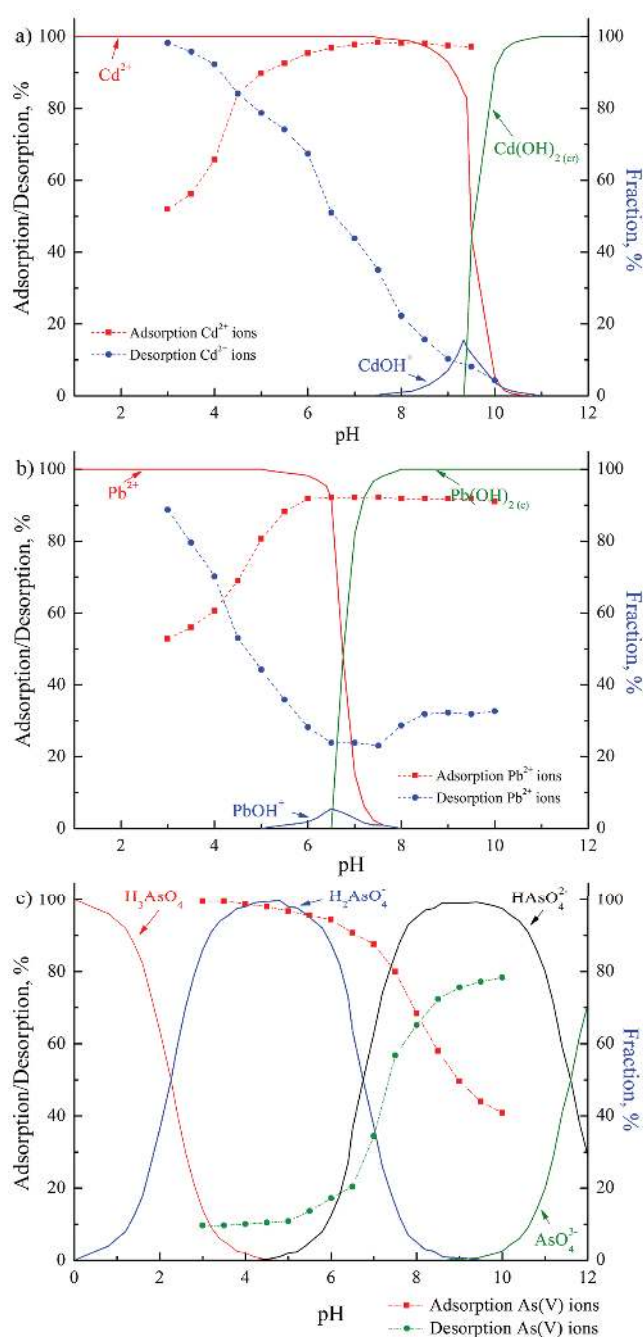 a)
100
80
60
40
20
0
Adsorption/Desorption, %
Cd2+
Cd(OH)2 (cr)
CdOH+
Adsorption Cd2+ ions
Desorption Cd2+ ions
100
80
60
40
20
0
Fraction, %
2 4 6 8 10 12
pH
b)
100
80
60
40
20
0
Adsorption/Desorption, %
Pb2+
Pb(OH)2 (c)
PbOH+
Adsorption Pb2+ ions
Desorption Pb2+ ions
100
80
60
40
20
0
Fraction, %
0 2 4 6 8 10 12
pH
c)
100
80
60
40
20
0
Adsorption/Desorption, %
H3AsO4
H2AsO4-
HAsO42-
AsO43-
100
80
60
40
20
0
Fraction, %
0 2 4 6 8 10 12
pH
Adsorption As(V) ions
Desorption As(V) ions